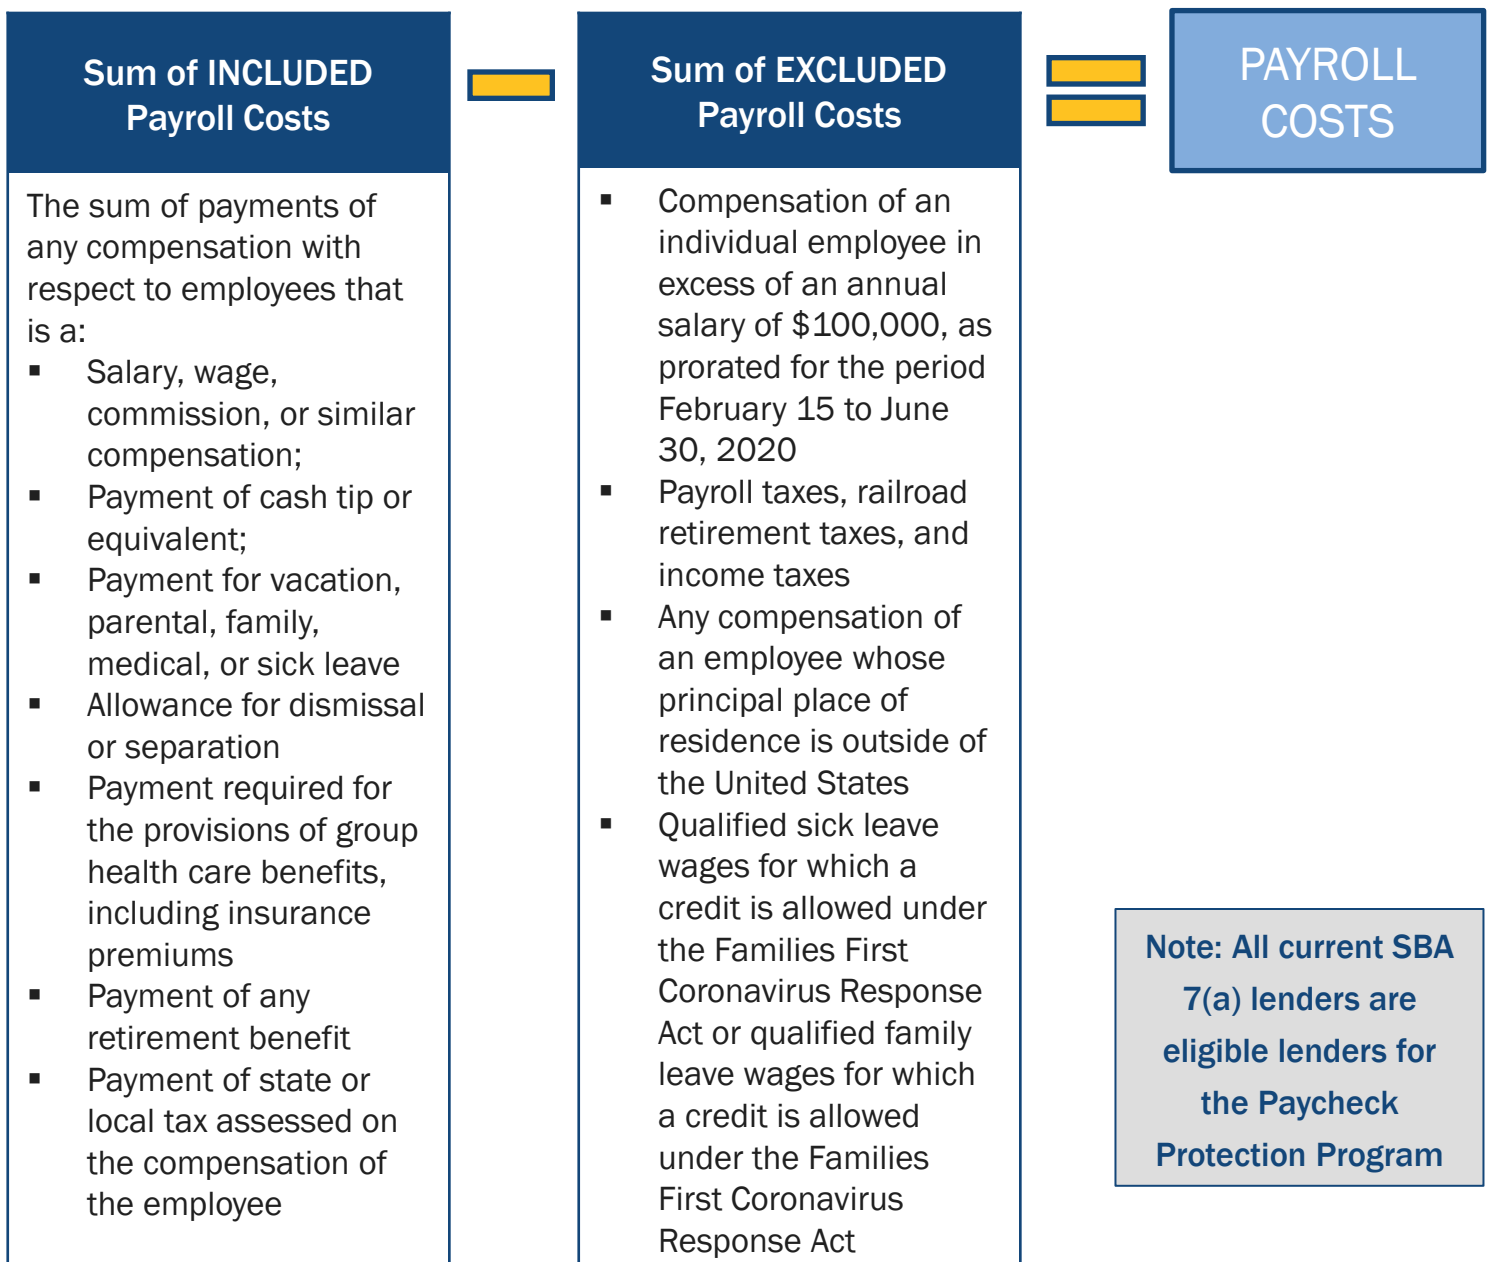 Sum of INCLUDED
Payroll Costs
The sum of payments of
any compensation with
respect to employees that
is a:
▪ Salary, wage,
commission, or similar
compensation;
▪ Payment of cash tip or
equivalent;
▪ Payment for vacation,
parental, family,
medical, or sick leave
▪ Allowance for dismissal
or separation
▪ Payment required for
the provisions of group
health care benefits,
including insurance
premiums
▪ Payment of any
retirement benefit
▪ Payment of state or
local tax assessed on
the compensation of
the employee
Sum of EXCLUDED
Payroll Costs
▪ Compensation of an
individual employee in
excess of an annual
salary of $100,000, as
prorated for the period
February 15 to June
30, 2020
▪ Payroll taxes, railroad
retirement taxes, and
income taxes
▪ Any compensation of
an employee whose
principal place of
residence is outside of
the United States
▪ Qualified sick leave
wages for which a
credit is allowed under
the Families First
Coronavirus Response
Act or qualified family
leave wages for which
a credit is allowed
under the Families
First Coronavirus
Response Act
PAYROLL
COSTS
Note: All current SBA
7(a) lenders are
eligible lenders for
the Paycheck
Protection Program